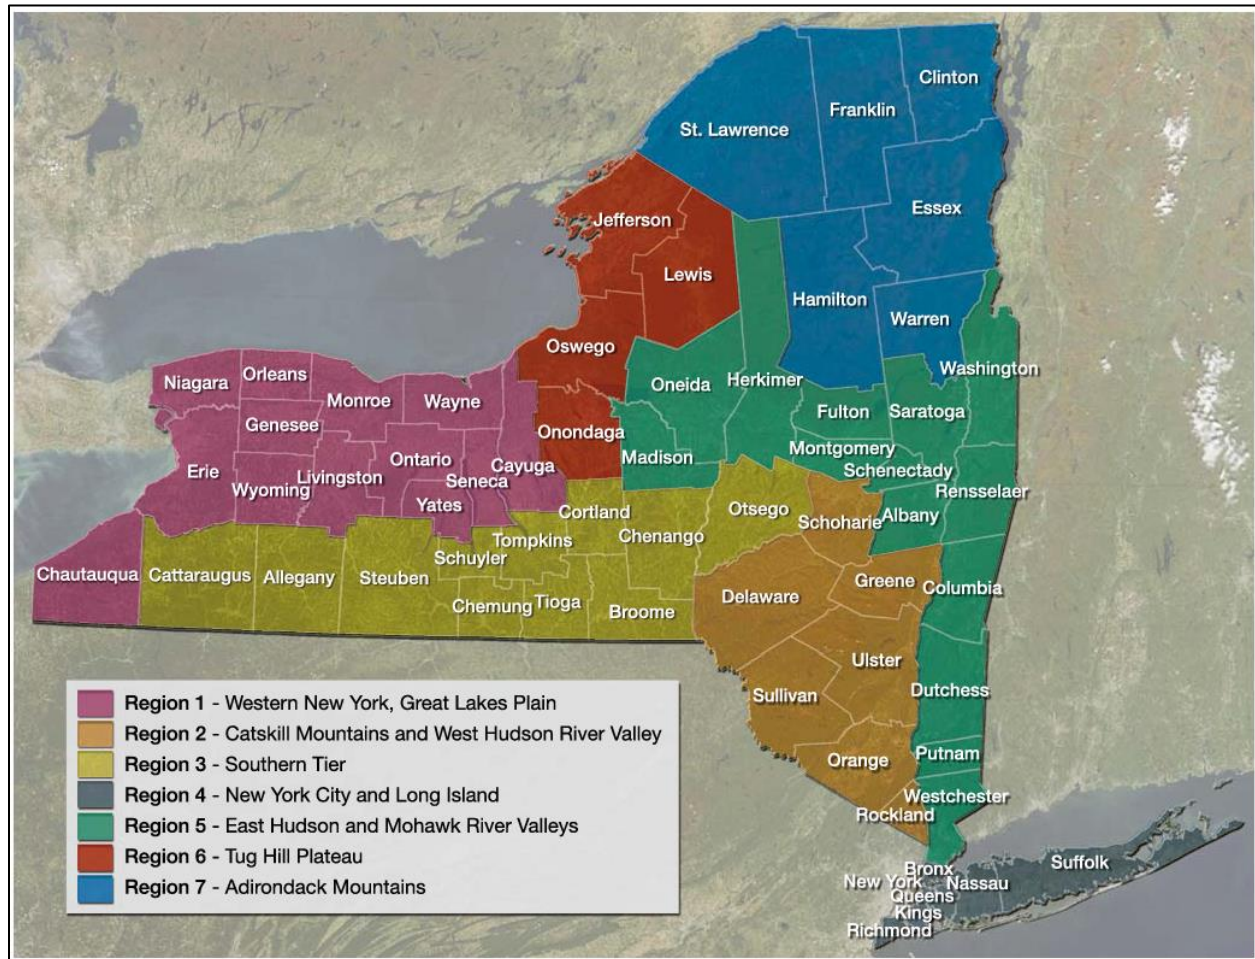 Clinton
Franklin
St. Lawrence
Essex
Jefferson
Lewis
Hamilton
Warren
Oswego
Washington
Niagara
Orleans
Oneida
Herkimer
Monroe
Wayne
Fulton
Saratoga
Genesee
Onondaga
Montgomery
Madison
Ontario
Cayuga
Schenectady
Erie
Livingston
Seneca
Wyoming
Rensselaer
Yates
Otsego
Cortland
Schoharie
Albany
Chenango
Tompkins
Schuyler
Chautauqua
Cattaraugus
Allegany
Steuben
Greene
Columbia
Delaware
Chemung
Tioga
Broome
Ulster
Dutchess
Sullivan
Putnam
Orange
Westchester
Rockland
Suffolk
Bronx
New York
Nassau
Queens
Kings
Richmond
Region 1 - Western New York, Great Lakes Plain
Region 2 - Catskill Mountains and West Hudson River Valley
Region 3 - Southern Tier
Region 4 - New York City and Long Island
Region 5 - East Hudson and Mohawk River Valleys
Region 6 - Tug Hill Plateau
Region 7 - Adirondack Mountains